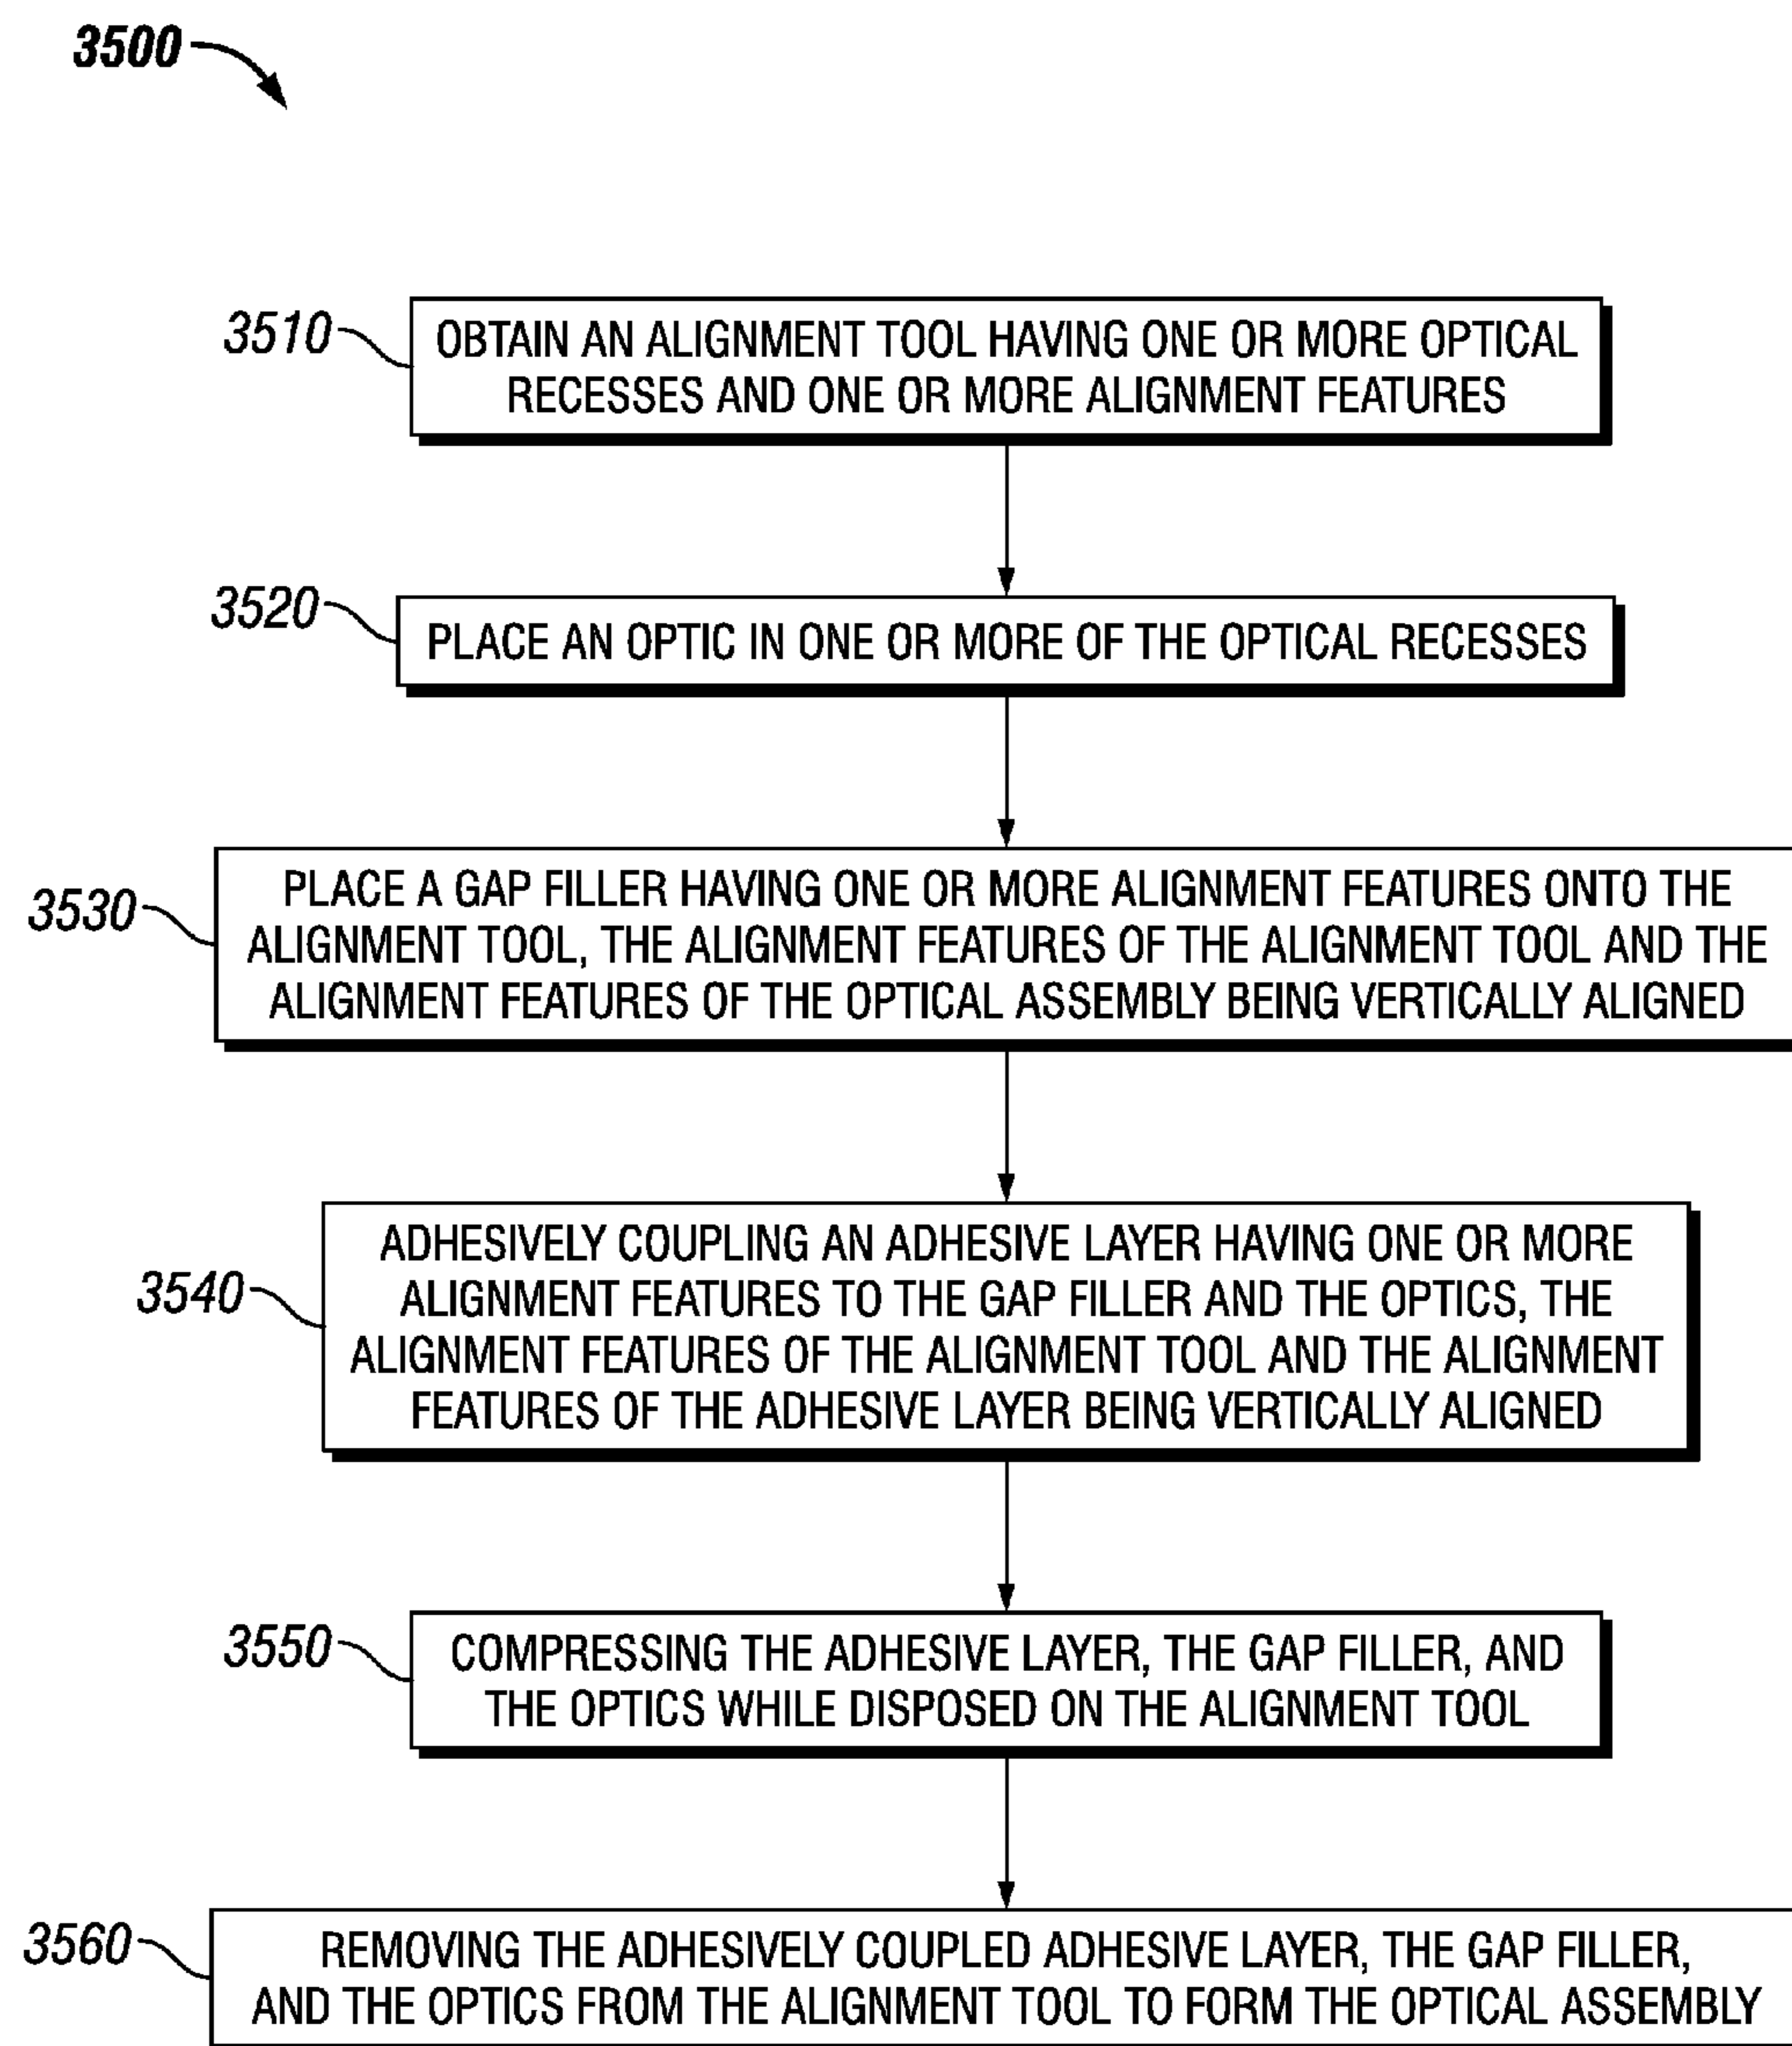 3500
3510
OBTAIN AN ALIGNMENT TOOL HAVING ONE OR MORE OPTICAL
RECESSES AND ONE OR MORE ALIGNMENT FEATURES
3520
PLACE AN OPTIC IN ONE OR MORE OF THE OPTICAL RECESSES
3530
PLACE A GAP FILLER HAVING ONE OR MORE ALIGNMENT FEATURES ONTO THE
ALIGNMENT TOOL, THE ALIGNMENT FEATURES OF THE ALIGNMENT TOOL AND THE
ALIGNMENT FEATURES OF THE OPTICAL ASSEMBLY BEING VERTICALLY ALIGNED
3540
ADHESIVELY COUPLING AN ADHESIVE LAYER HAVING ONE OR MORE
ALIGNMENT FEATURES TO THE GAP FILLER AND THE OPTICS, THE
ALIGNMENT FEATURES OF THE ALIGNMENT TOOL AND THE ALIGNMENT
FEATURES OF THE ADHESIVE LAYER BEING VERTICALLY ALIGNED
3550
COMPRESSING THE ADHESIVE LAYER, THE GAP FILLER, AND
THE OPTICS WHILE DISPOSED ON THE ALIGNMENT TOOL
3560
REMOVING THE ADHESIVELY COUPLED ADHESIVE LAYER, THE GAP FILLER,
AND THE OPTICS FROM THE ALIGNMENT TOOL TO FORM THE OPTICAL ASSEMBLY